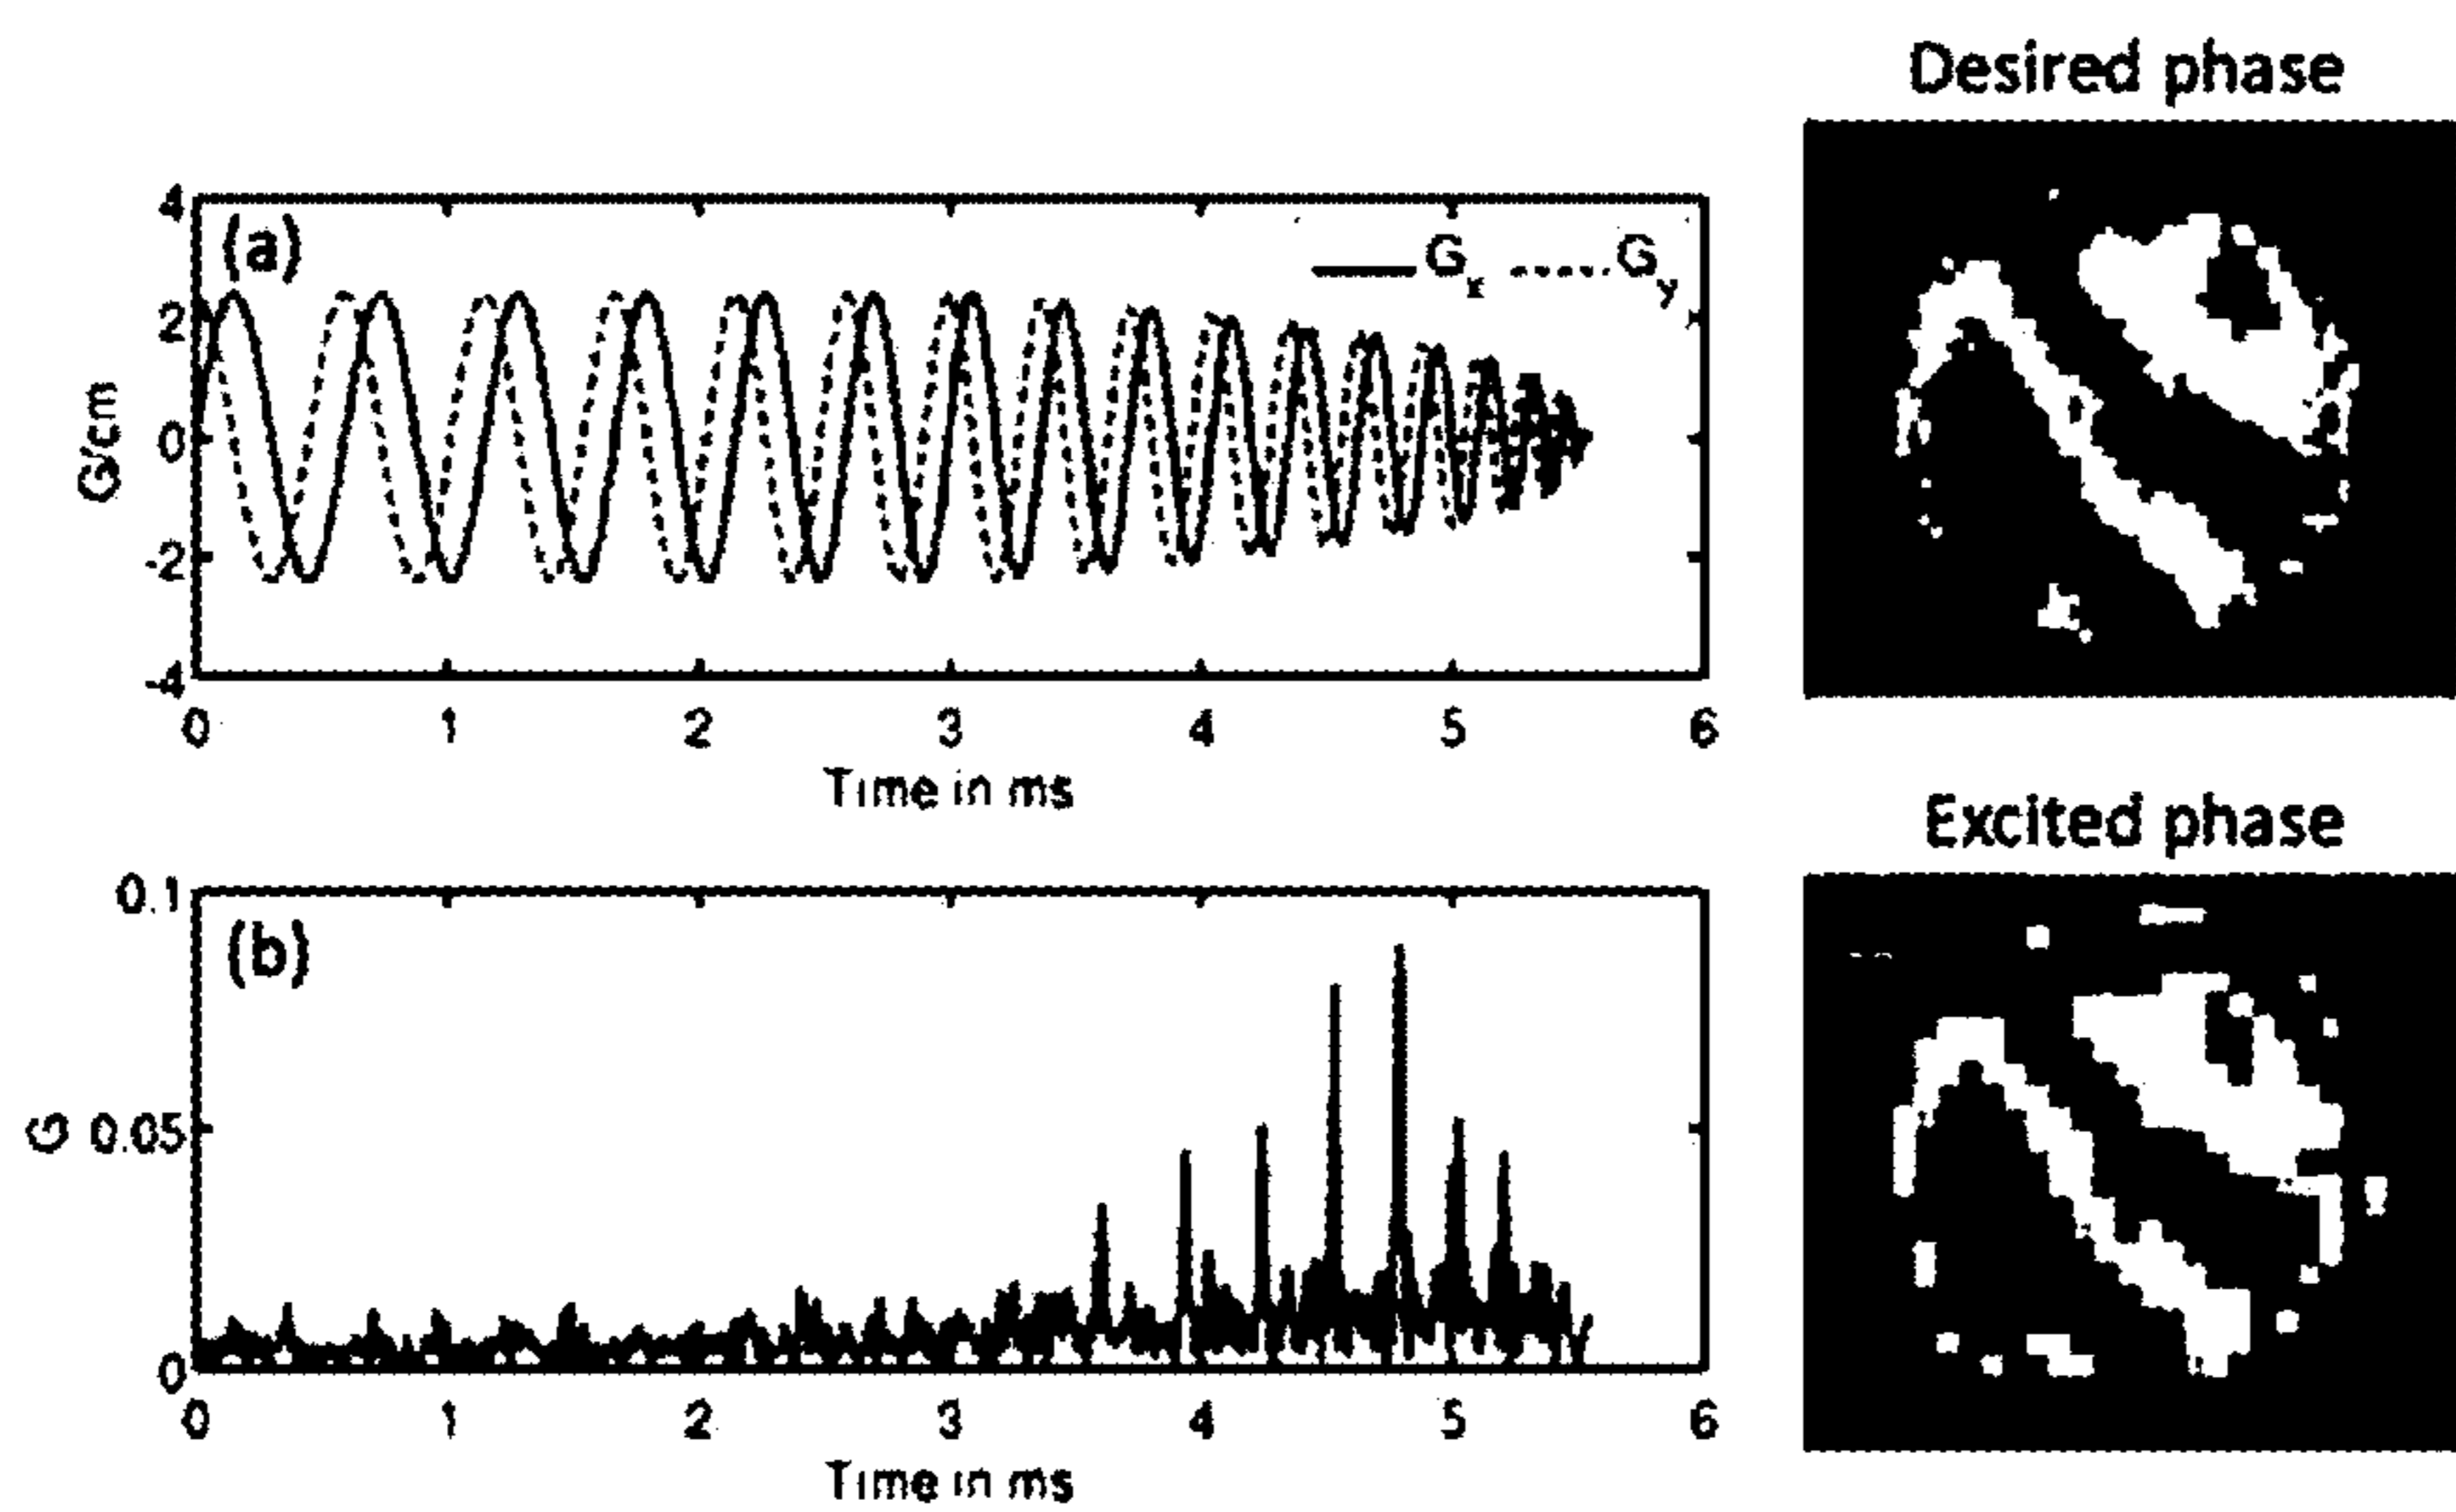 Desired phase
4
(a)
G_x G_y
2
0
-2
-4
G/cm
0 1 2 3 4 5 6
Time in ms
Excited phase
0.1
(b)
G 0.05
0
0 1 2 3 4 5 6
Time in ms